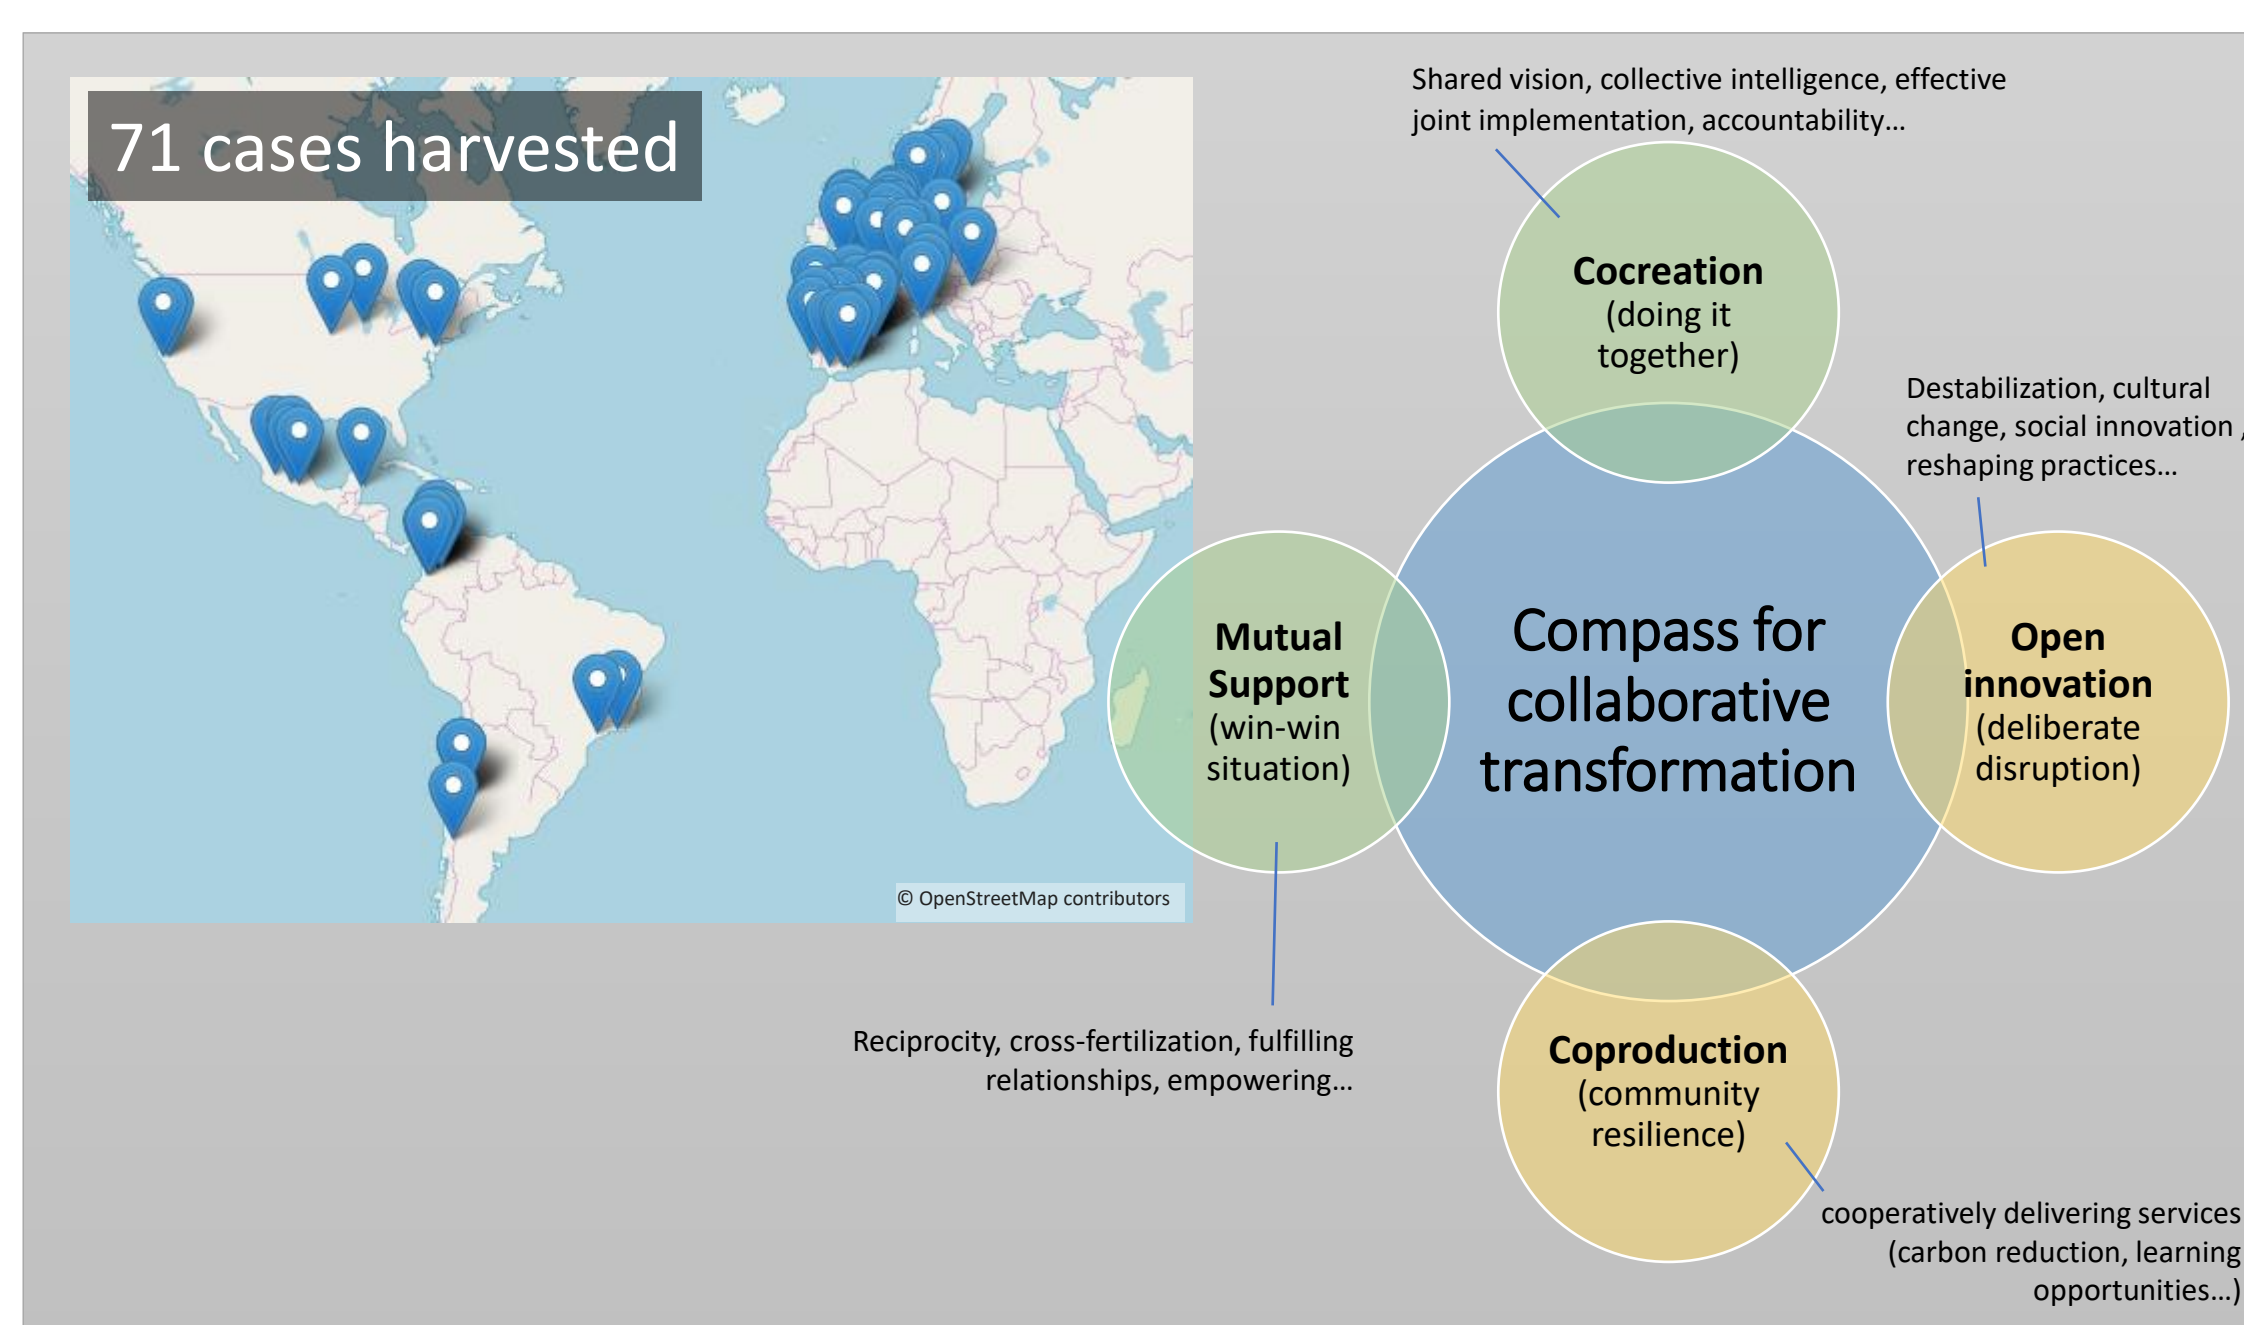 71 cases harvested
© OpenStreetMap contributors
Shared vision, collective intelligence, effective
joint implementation, accountability…
Cocreation
(doing it
together)
Destabilization, cultural
change, social innovation ,
reshaping practices…
Mutual
Support
(win-win
situation)
Compass for
collaborative
transformation
Open
innovation
(deliberate
disruption)
Reciprocity, cross-fertilization, fulfilling
relationships, empowering…
Coproduction
(community
resilience)
cooperatively delivering services
(carbon reduction, learning
opportunities…)